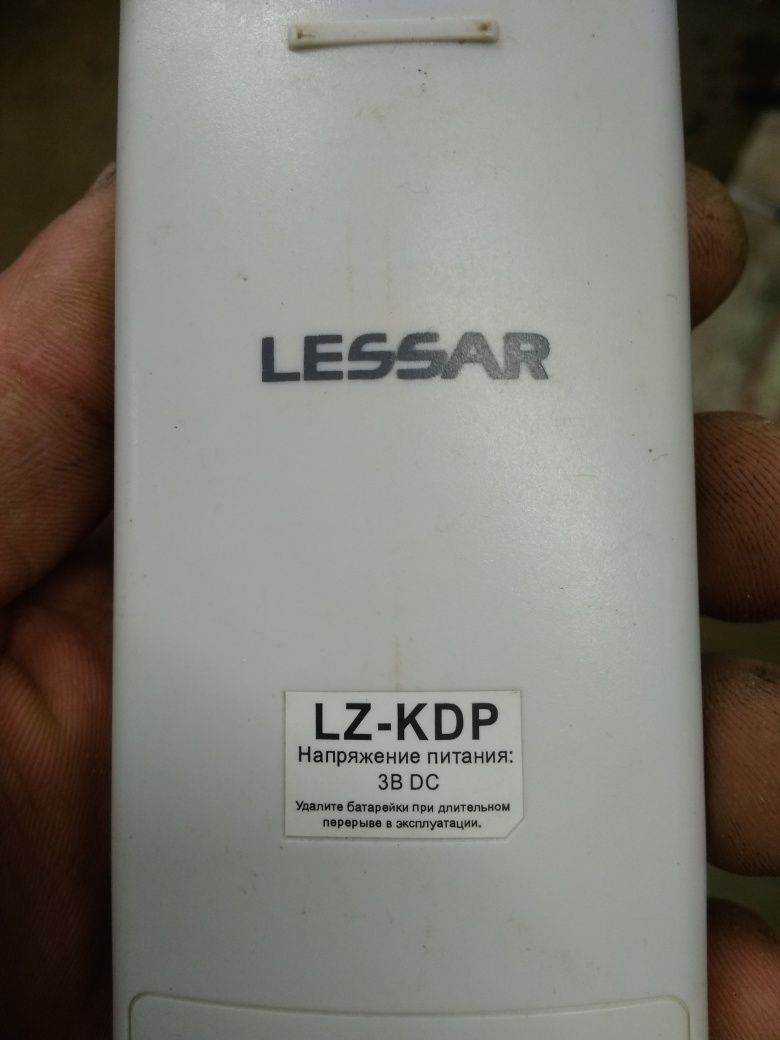 LESSAR
LZ-KDP
Напряжение питания:
3В DC
Удалите батарейки при длительном
перерыве в эксплуатации.